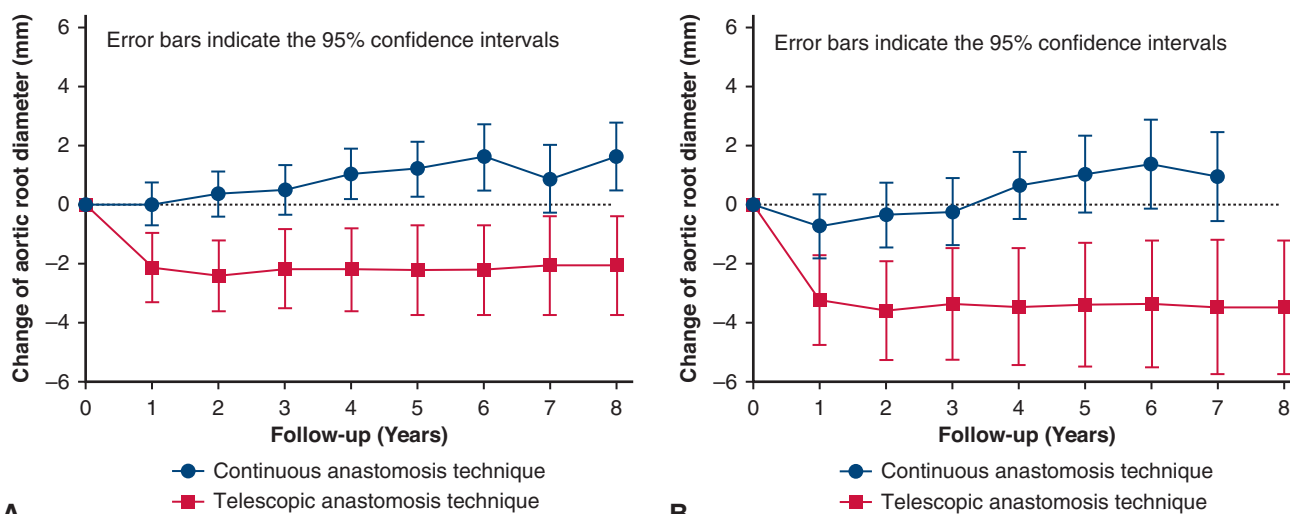 Error bars indicate the 95% confidence intervals
Change of aortic root diameter (mm)
6
4
2
0
–2
–4
–6
0 1 2 3 4 5 6 7 8
Follow-up (Years)
Continuous anastomosis technique
Telescopic anastomosis technique
A
Error bars indicate the 95% confidence intervals
Change of aortic root diameter (mm)
6
4
2
0
–2
–4
–6
0 1 2 3 4 5 6 7 8
Follow-up (Years)
Continuous anastomosis technique
Telescopic anastomosis technique
B